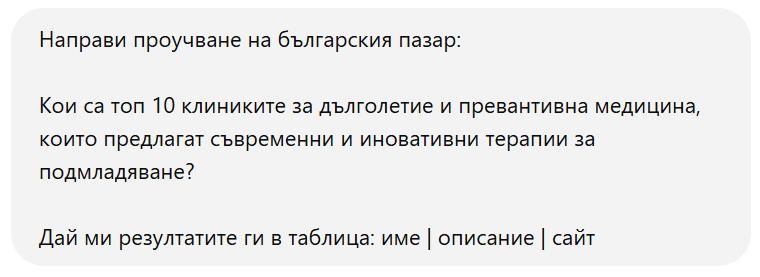 Направи проучване на българския пазар:
Кои са топ 10 клиниките за дълголетие и превантивна медицина,
които предлагат съвременни и иновативни терапии за
подмладяване?
Дай ми резултатите ги в таблица: име | описание | сайт